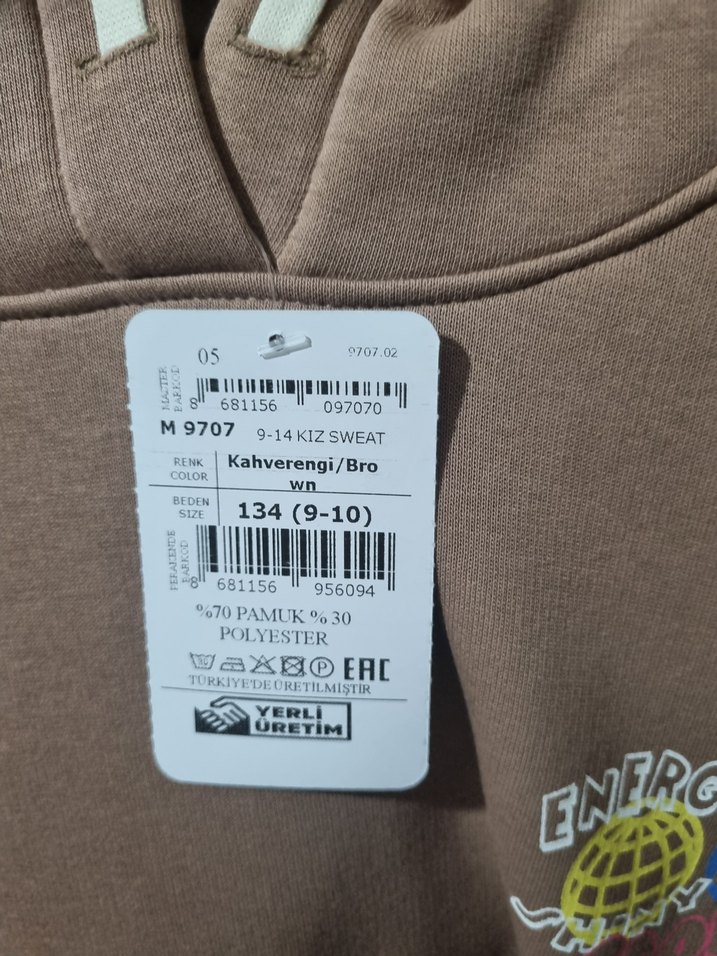 05
9707.02
MASTER
BARKOD
8 681156 097070
M 9707 9-14 KIZ SWEAT
RENK
COLOR
Kahverengi/Bro
wn
BEDEN
SIZE
134 (9-10)
PERAKENDE
BARKOD
8 681156 956094
%70 PAMUK % 30
POLYESTER
P EAC
TÜRKİYE'DE ÜRETİLMİŞTİR
YERLİ
ÜRETİM
ENERG